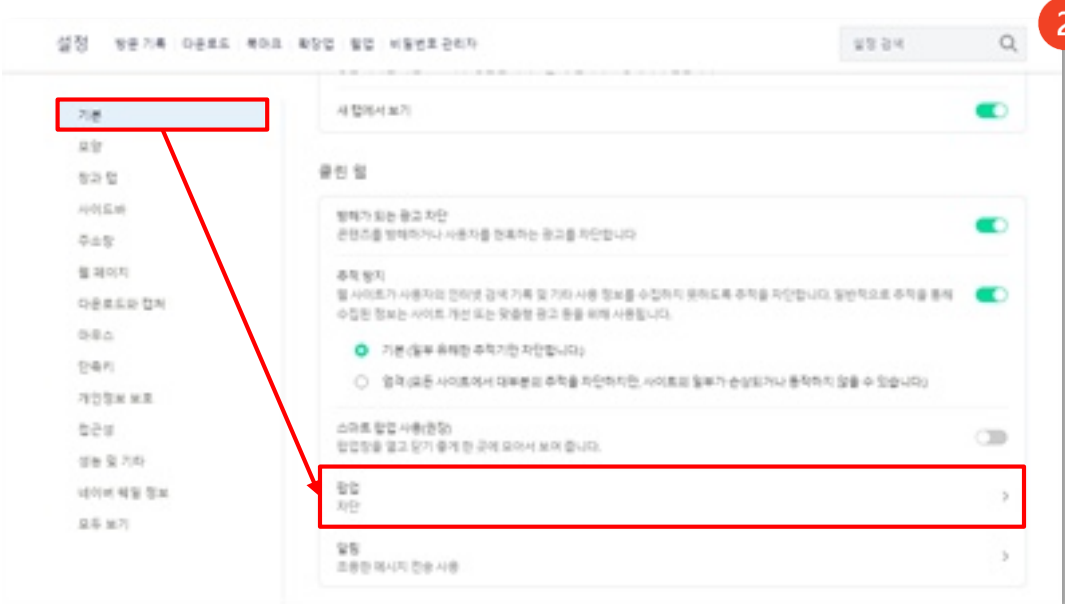 2
설정 방문 기록 다운로드 북마크 확장앱 웹앱 비밀번호 관리자
설정 검색
기본
새 탭에서 보기
모양
창과 탭
클린 웹
사이드바
방해가 되는 광고 차단
콘텐츠를 방해하거나 사용자를 현혹하는 광고를 차단합니다
주소창
웹 페이지
추적 방지
웹 사이트가 사용자의 인터넷 검색 기록 및 기타 사용 정보를 수집하지 못하도록 추적을 차단합니다. 일반적으로 추적을 통해
수집된 정보는 사이트 개선 또는 맞춤형 광고 등을 위해 사용됩니다.
다운로드와 캡처
마우스
기본 (일부 유해한 추적기만 차단합니다.)
단축키
엄격 (모든 사이트에서 대부분의 추적을 차단하지만, 사이트의 일부가 손상되거나 동작하지 않을 수 있습니다.)
개인정보 보호
접근성
스마트 팝업 사용(권장)
팝업창을 열고 닫기 좋게 한 곳에 모아서 보여 줍니다.
성능 및 기타
네이버 웨일 정보
팝업
차단
모두 보기
알림
조용한 메시지 전송 사용